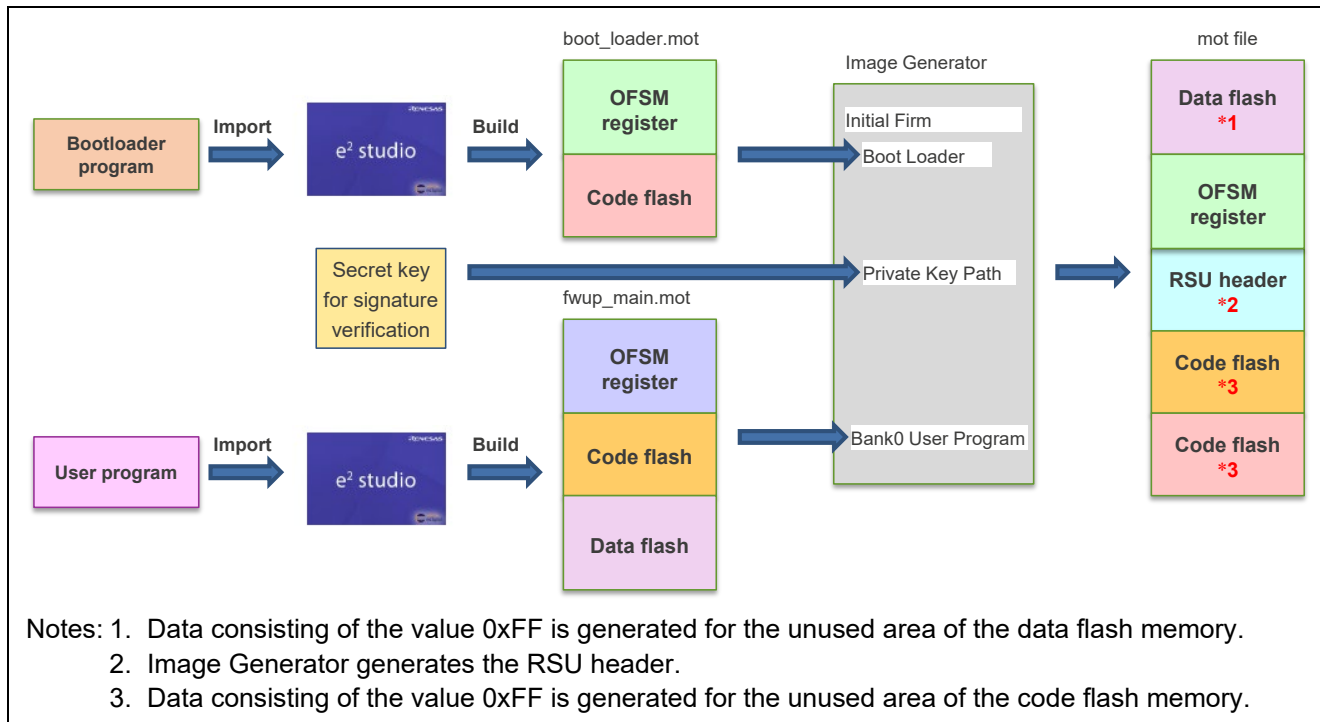 boot_loader.mot
mot file
Image Generator
Bootloader
program
Import
RENESAS
e² studio
Build
OFSM
register
Code flash
Initial Firm
Boot Loader
Data flash
*1
OFSM
register
Secret key
for signature
verification
Private Key Path
RSU header
*2
fwup_main.mot
User program
Import
RENESAS
e² studio
Build
OFSM
register
Code flash
Data flash
Bank0 User Program
Code flash
*3
Code flash
*3
Notes: 1. Data consisting of the value 0xFF is generated for the unused area of the data flash memory.
2. Image Generator generates the RSU header.
3. Data consisting of the value 0xFF is generated for the unused area of the code flash memory.